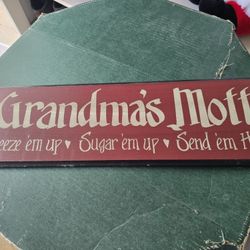 Grandma's Mott
eeze 'em up ♥ Sugar 'em up ♥ Send 'em H